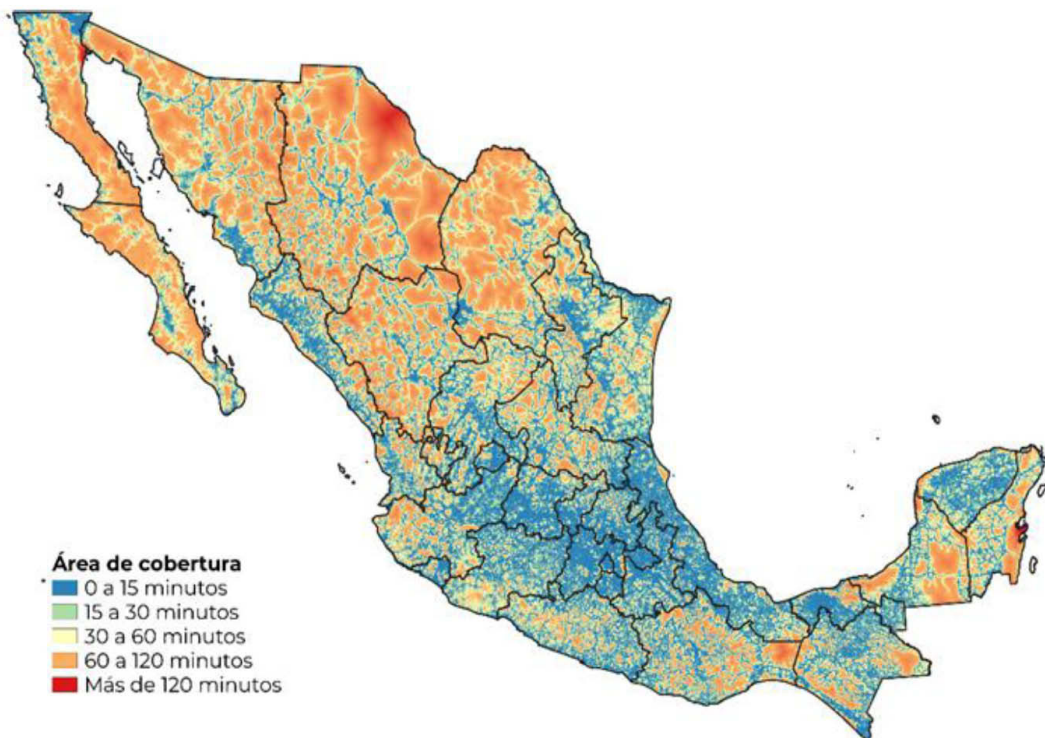 Área de cobertura
0 a 15 minutos
15 a 30 minutos
30 a 60 minutos
60 a 120 minutos
Más de 120 minutos